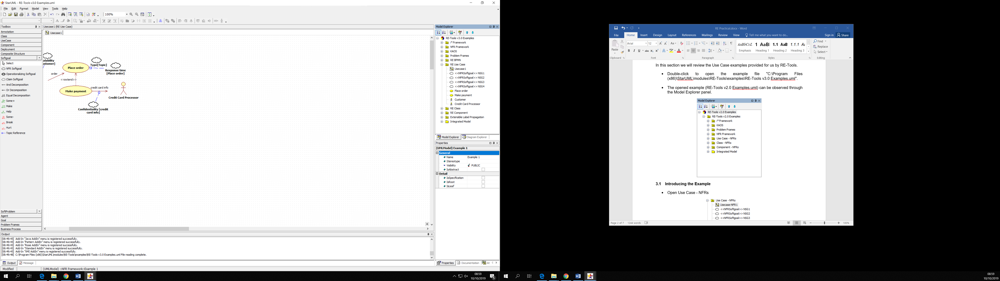 StarUML - RE-Tools v3.0 Examples.uml
File Edit Format Model View Tools Help
100%
Toolbox
Annotation
Class
UseCase
Component
Deployment
Composite Structure
Softgoal
Select
NFR Softgoal
Operationalizing Softgoal
Claim Softgoal
And Decomposition
Or Decomposition
Equal Decomposition
Some+
Make
Help
Some-
Break
Hurt
Topic Reference
SoftProblem
Agent
Goal
Problem Frames
Business Process
Usecase1 (RE Use Case)
Usecase1
alability
ustomer]
order
Place order
Type[Topic]
Response time
[Place order]
<<extend>>
Make payment
credit card info
Credit Card Processor
Confidentiality [credit
card info]
Model Explorer
RE-Tools v3.0 Examples
i* Framework
NFR Framework
KAOS
Problem Frames
RE BPMN
RE Use Case
Usecase1
<<NFRSoftgoal>> NSG1
<<NFRSoftgoal>> NSG2
<<NFRSoftgoal>> NSG3
<<NFRSoftgoal>> NSG4
Place order
Make payment
Customer
Credit Card Processor
RE Class
RE Component
Extensible Label Propagation
Integrated Model
Model Explorer Diagram Explorer
Properties
(UMLModel) Example 1
General
Name Example 1
Stereotype
Visibility PUBLIC
IsAbstract
Detail
IsSpecification
IsRoot
IsLeaf
Properties Documentation At
Output
[08:49:45] Add-In "Java AddIn" menu is registered successfully.
[08:49:45] Add-In "Pattern AddIn" menu is registered successfully.
[08:49:45] Add-In "Rose AddIn" menu is registered successfully.
[08:49:45] Add-In "Standard AddIn" menu is registered successfully.
[08:49:45] Add-In "XMI AddIn" menu is registered successfully.
[08:49:48] C:\Program Files (x86)\StarUML\modules\RE-Tools\examples\RE-Tools v3.0 Examples.uml File reading complete.
Output Message
Modified (UMLModel) ::NFR Framework::Example 1
08:59
10/10/2019
5
RE Practical.docx - Word
File Home Insert Design Layout References Mailings Review View Tell me what you want to do... Sign in Share
Paste
Clipboard
Arial 12
Font
Paragraph
AaBbCcL 1 AaBl 1.1 AaB 1.1.1 Aa
Emphasis Heading 1 Heading 2 Heading 3
Styles
Find
Replace
Select
Editing
In this section we will review the Use Case examples provided for us by RE-Tools.
• Double-click to open the example file "C:\Program Files
(x86)\StarUML\modules\RE-Tools\examples\RE-Tools v3.0 Examples.uml".
• The opened example (RE-Tools v2.0 Examples.uml) can be observed through
the Model Explorer panel.
Model Explorer
RE-Tools v2.0 Examples
RE-Tools v2.0 Examples
i* Framework
KAOS
Problem Frames
NFR Framework
Use Case - NFRs
Class - NFRs
Component - NFRs
Integrated Model
3.1 Introducing the Example
• Open Use Case - NFRs
Use Case - NFRs
Usecase-NFR1
<<NFRSoftgoal>> NSG1
<<NFRSoftgoal>> NSG2
<<NFRSoftgoal>> NSG3
Page 2 of 7 1244 words 100%
08:59
10/10/2019